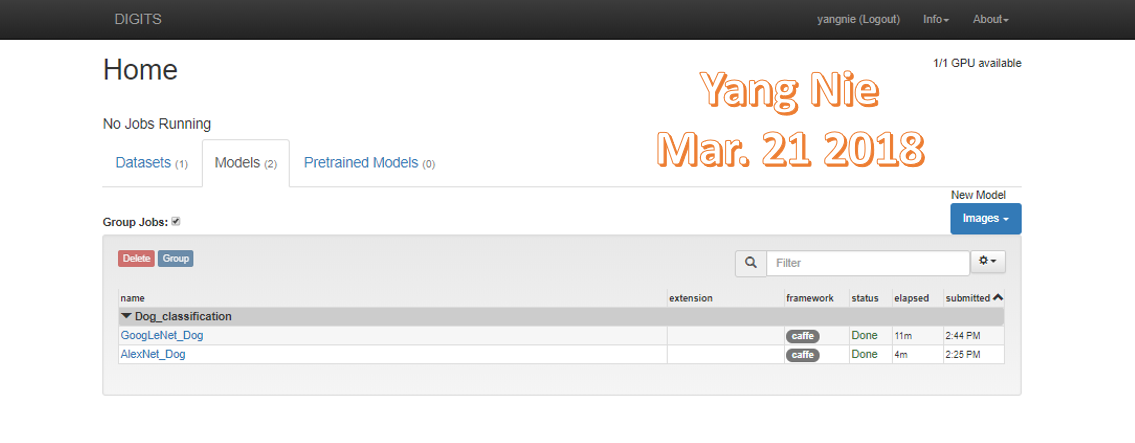 DIGITS yangnie (Logout) Info About
Home
1/1 GPU available
Yang Nie
Mar. 21 2018
No Jobs Running
Datasets (1) Models (2) Pretrained Models (0)
New Model
Images
Group Jobs:
Delete Group Filter
name extension framework status elapsed submitted
Dog_classification
GoogLeNet_Dog caffe Done 11m 2:44 PM
AlexNet_Dog caffe Done 4m 2:25 PM